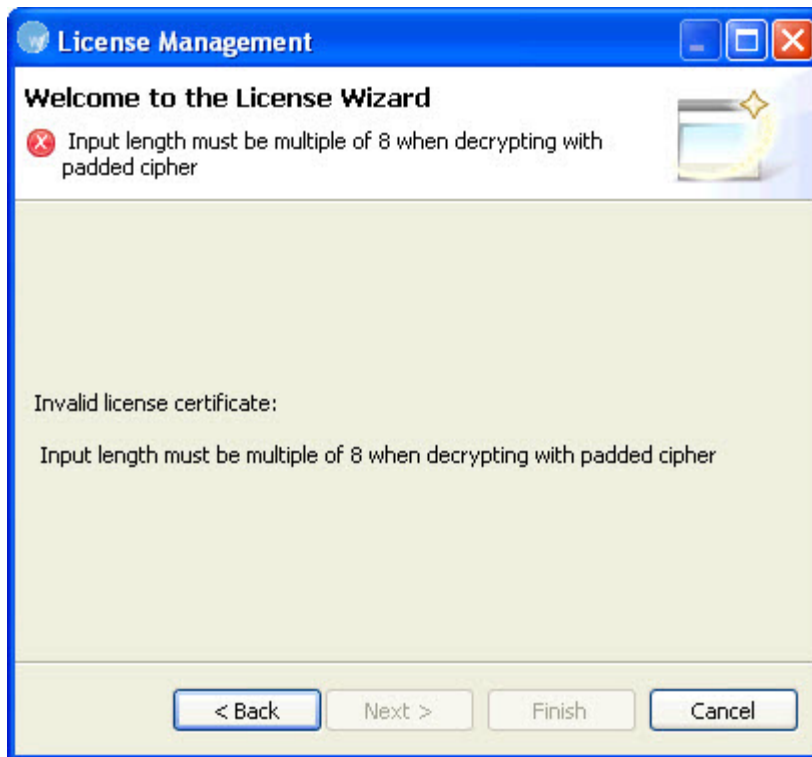 License Management
Welcome to the License Wizard
Input length must be multiple of 8 when decrypting with
padded cipher
Invalid license certificate:
Input length must be multiple of 8 when decrypting with padded cipher
< Back
Next >
Finish
Cancel